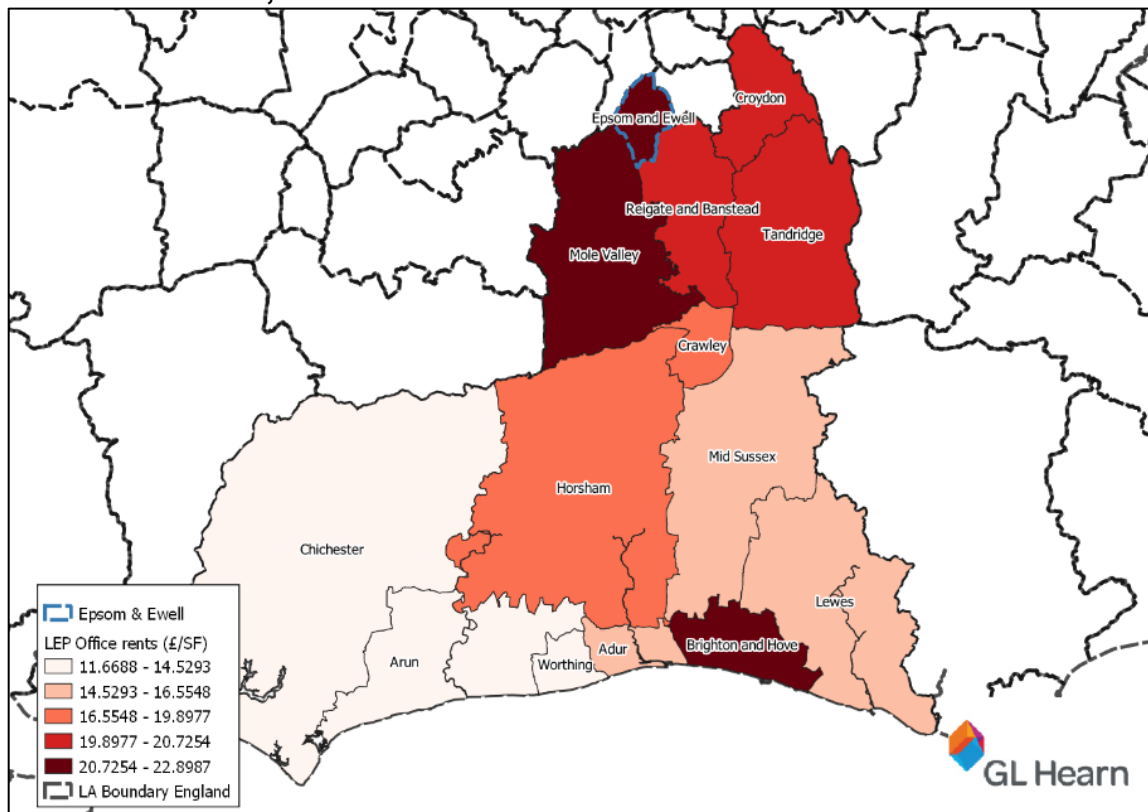 Croydon
Epsom and Ewell
Reigate and Banstead
Tandridge
Mole Valley
Crawley
Mid Sussex
Horsham
Chichester
Lewes
Adur
Brighton and Hove
Arun
Worthing
Epsom & Ewell
LEP Office rents (£/SF)
11.6688 - 14.5293
14.5293 - 16.5548
16.5548 - 19.8977
19.8977 - 20.7254
20.7254 - 22.8987
LA Boundary England
GL Hearn